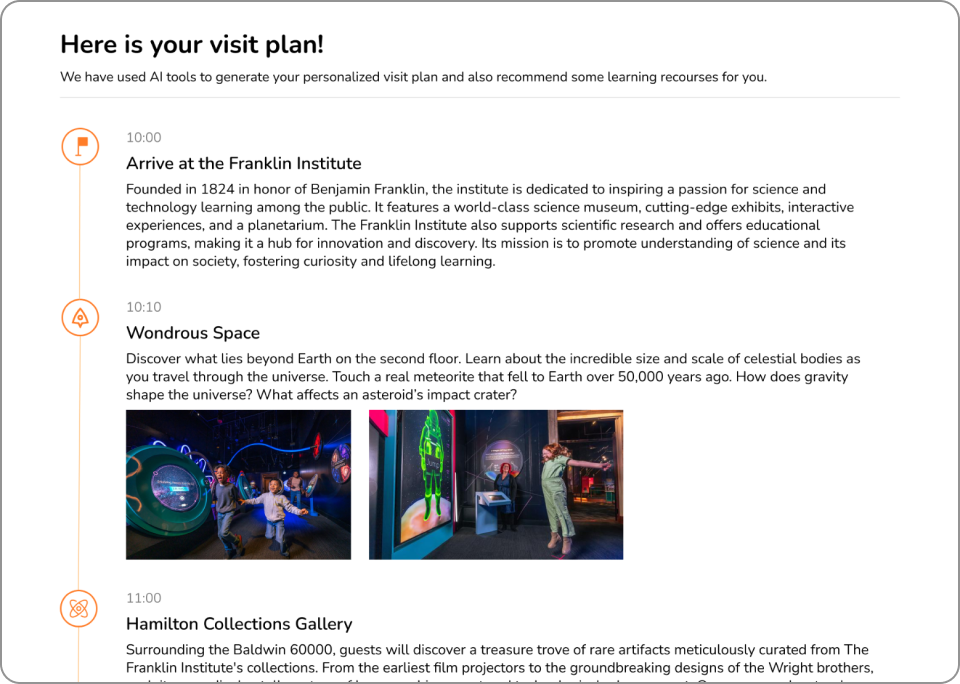 Here is your visit plan!
We have used AI tools to generate your personalized visit plan and also recommend some learning recourses for you.
10:00
Arrive at the Franklin Institute
Founded in 1824 in honor of Benjamin Franklin, the institute is dedicated to inspiring a passion for science and
technology learning among the public. It features a world-class science museum, cutting-edge exhibits, interactive
experiences, and a planetarium. The Franklin Institute also supports scientific research and offers educational
programs, making it a hub for innovation and discovery. Its mission is to promote understanding of science and its
impact on society, fostering curiosity and lifelong learning.
10:10
Wondrous Space
Discover what lies beyond Earth on the second floor. Learn about the incredible size and scale of celestial bodies as
you travel through the universe. Touch a real meteorite that fell to Earth over 50,000 years ago. How does gravity
shape the universe? What affects an asteroid’s impact crater?
11:00
Hamilton Collections Gallery
Surrounding the Baldwin 60000, guests will discover a treasure trove of rare artifacts meticulously curated from The
Franklin Institute's collections. From the earliest film projectors to the groundbreaking designs of the Wright brothers,